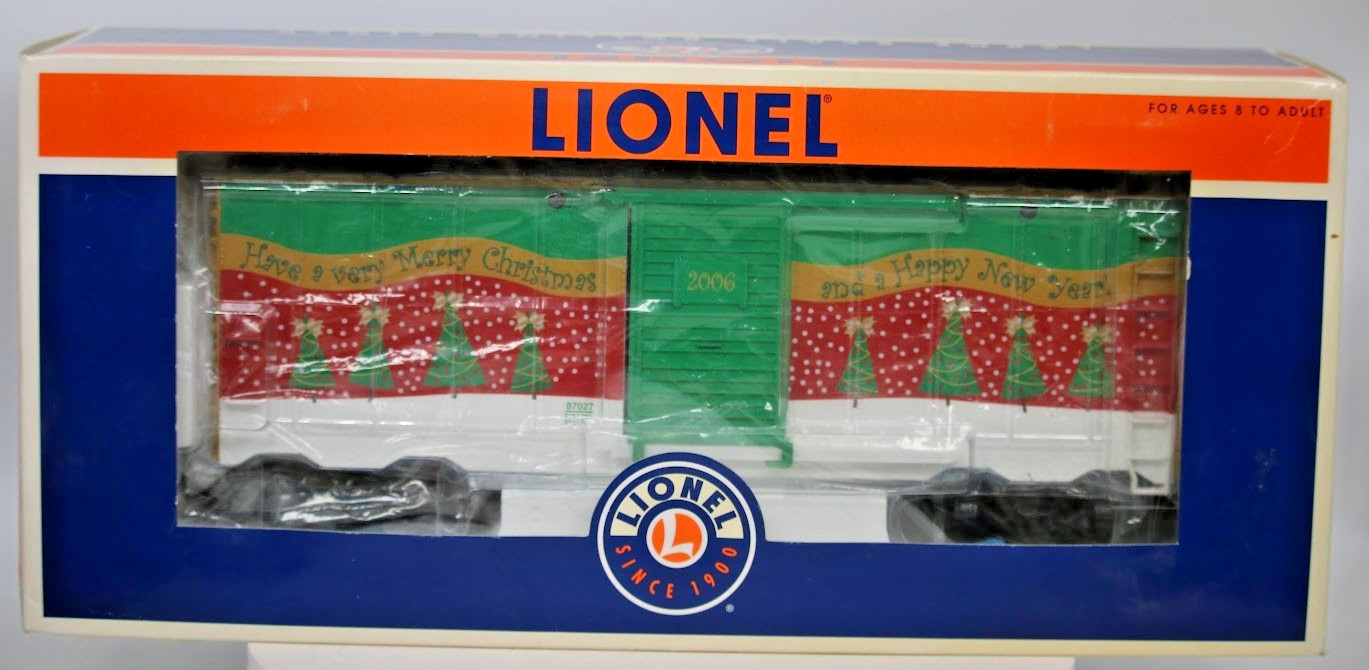 LIONEL®
FOR AGES 8 TO ADULT
Have a very Merry Christmas
2006
and a Happy New Year.
87027
LIONEL
L
SINCE 1900
®